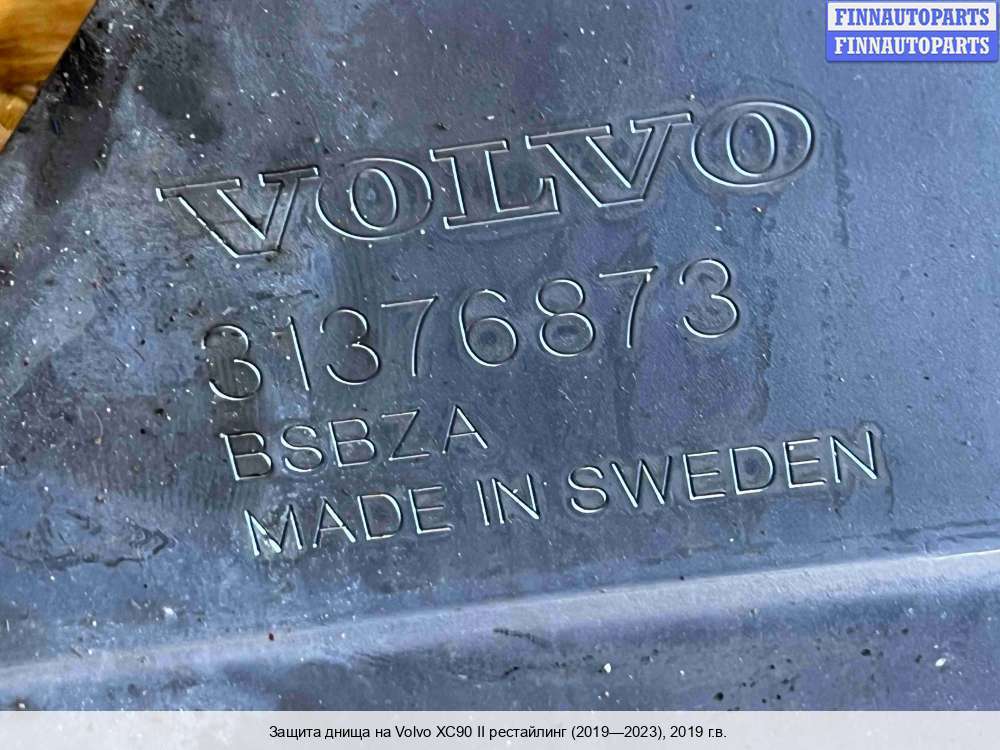 FINNAUTOPARTS
FINNAUTOPARTS
VOLVO
31376873
BSBZA
MADE IN SWEDEN
Защита днища на Volvo XC90 II рестайлинг (2019—2023), 2019 г.в.